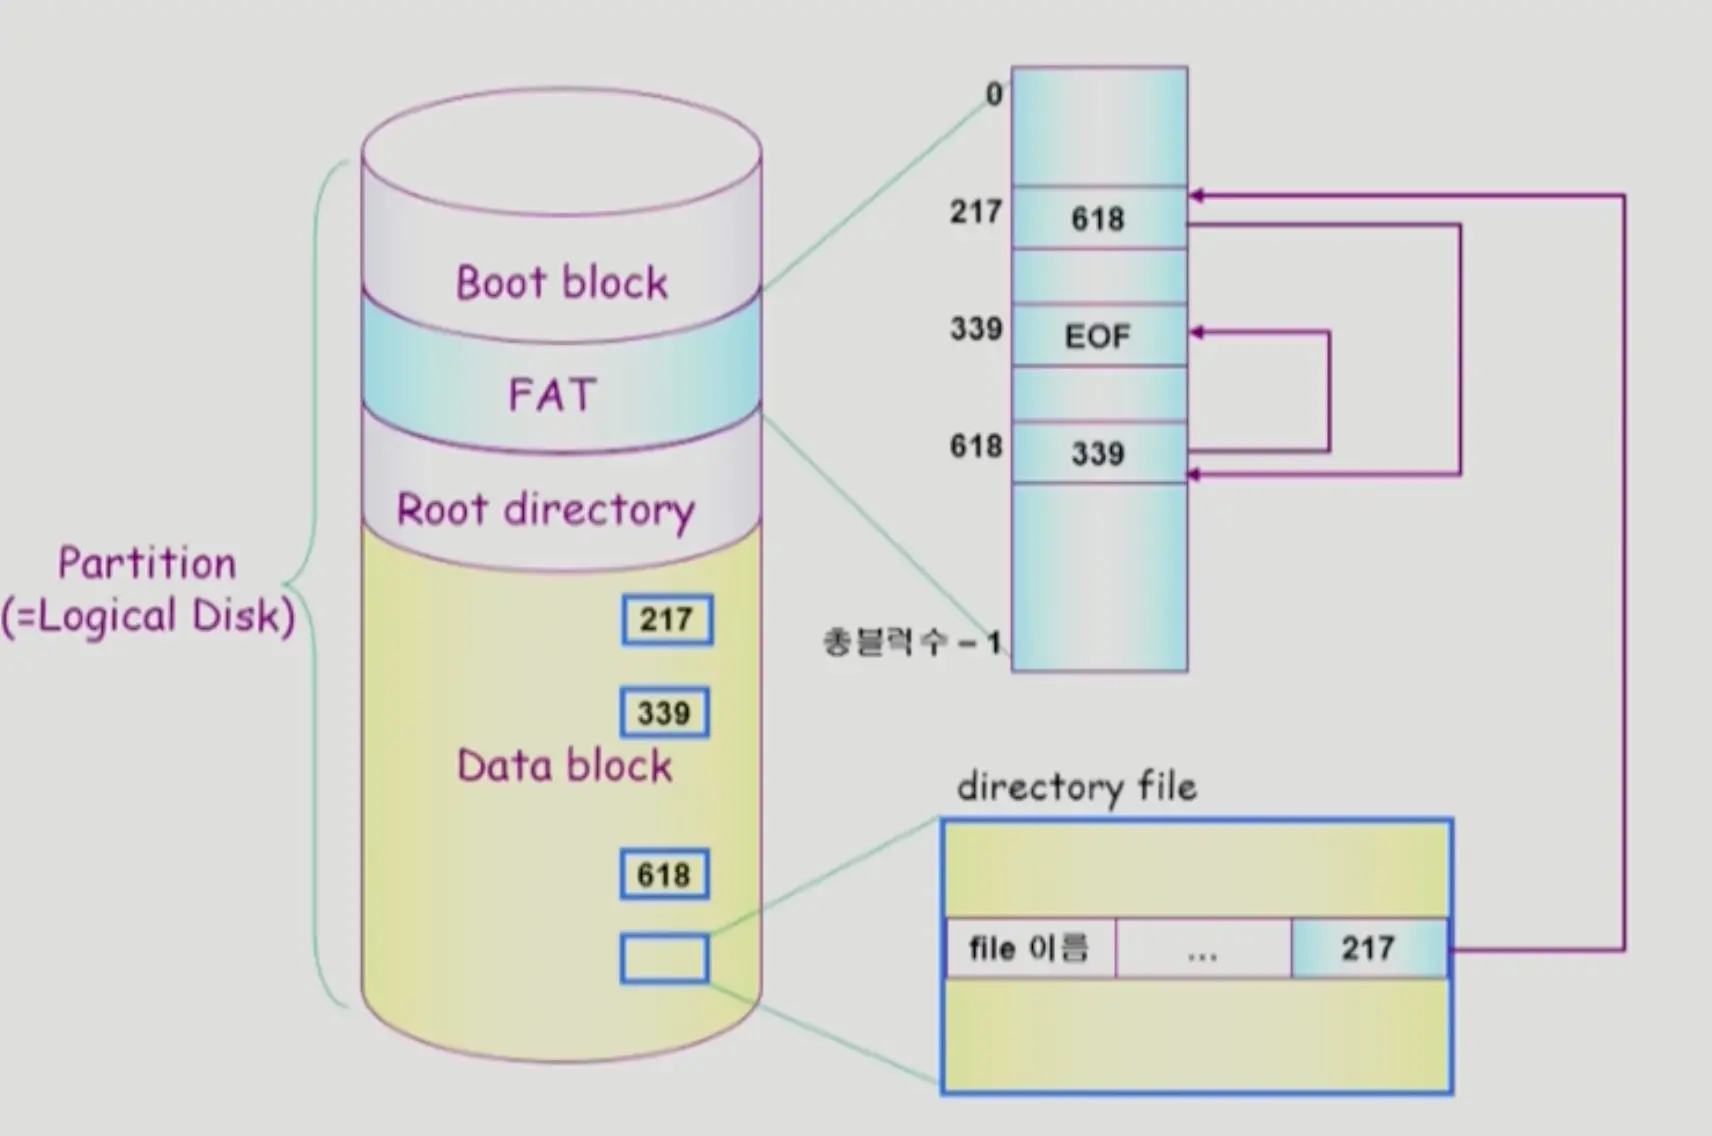 Boot block
FAT
Root directory
Partition
(=Logical Disk)
217
339
Data block
618
0
217
618
339
EOF
618
339
총블럭수 – 1
directory file
file 이름
...
217